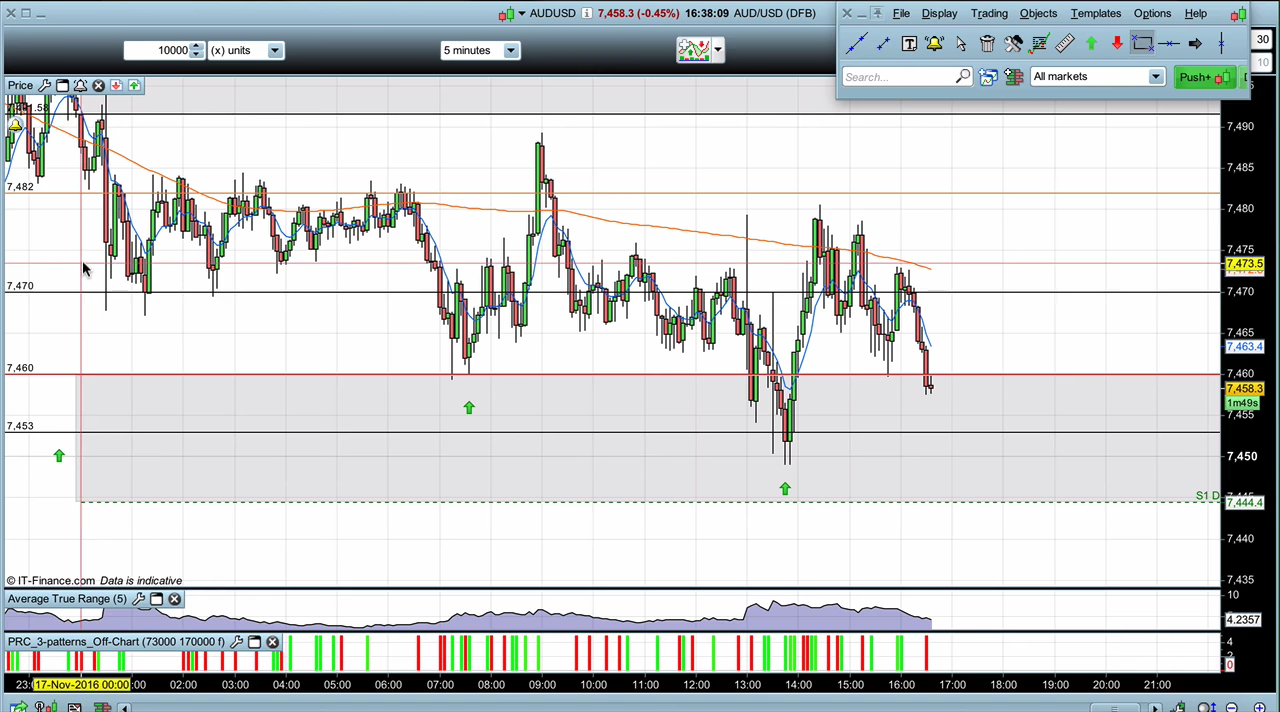 AUDUSD 7,458.3 (-0.45%) 16:38:09 AUD/USD (DFB)
File Display Trading Objects Templates Options Help
10000 (x) units 5 minutes
30
10
Search... All markets Push+
Price
7,490
7,485
7,482
7,480
7,475
7,473.5
7,470
7,470
7,465
7,463.4
7,460
7,460
7,458.3
1m49s
7,455
7,453
7,450
S1 D
7,444.4
7,440
© IT-Finance.com Data is indicative
7,435
Average True Range (5)
10
4.2357
PRC_3-patterns_Off-Chart (73000 170000 f)
4
2
0
23: 17-Nov-2016 00:00 :00 02:00 03:00 04:00 05:00 06:00 07:00 08:00 09:00 10:00 11:00 12:00 13:00 14:00 15:00 16:00 17:00 18:00 19:00 20:00 21:00